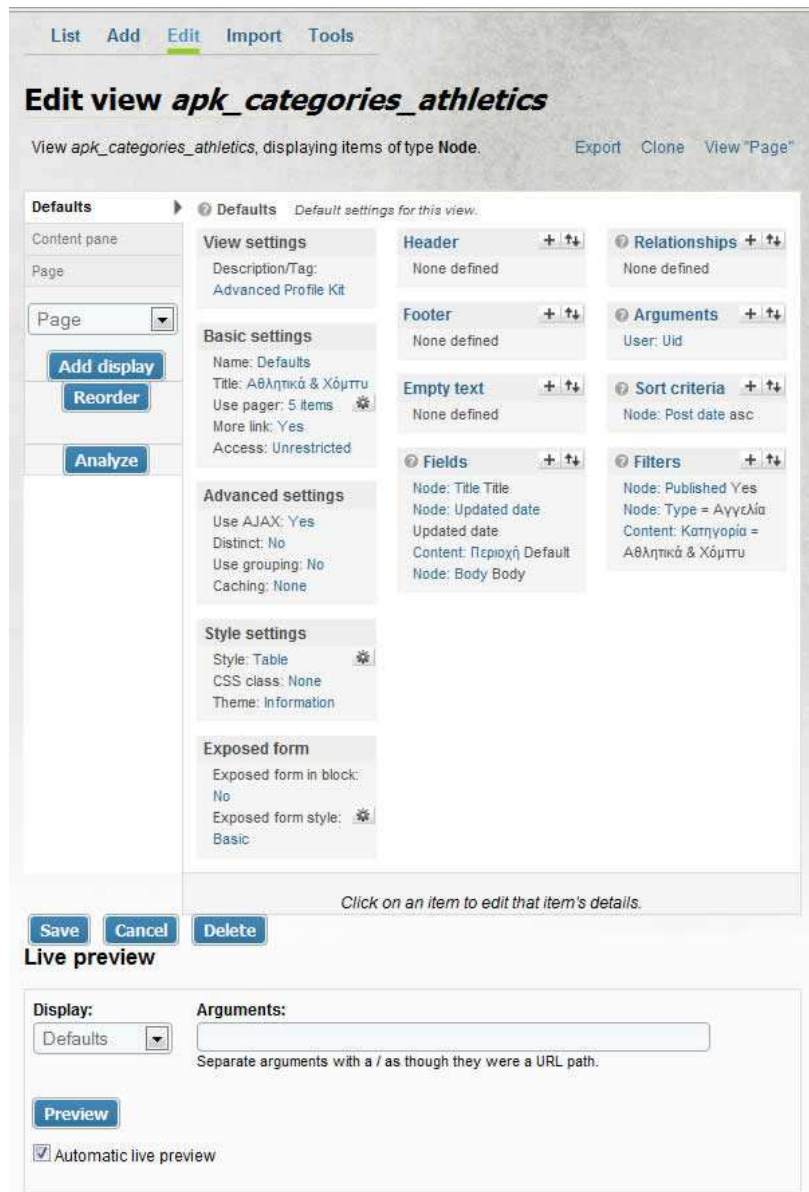 List Add Edit Import Tools
Edit view apk_categories_athletics
View apk_categories_athletics, displaying items of type Node.
Export Clone View "Page"
Defaults
Content pane
Page
Page
Add display
Reorder
Analyze
Defaults Default settings for this view.
View settings
Description/Tag:
Advanced Profile Kit
Basic settings
Name: Defaults
Title: Αθλητικά & Χόμπυ
Use pager: 5 items
More link: Yes
Access: Unrestricted
Advanced settings
Use AJAX: Yes
Distinct: No
Use grouping: No
Caching: None
Style settings
Style: Table
CSS class: None
Theme: Information
Exposed form
Exposed form in block:
No
Exposed form style:
Basic
Header
None defined
Footer
None defined
Empty text
None defined
Fields
Node: Title Title
Node: Updated date
Updated date
Content: Περιοχή Default
Node: Body Body
Relationships
None defined
Arguments
User: Uid
Sort criteria
Node: Post date asc
Filters
Node: Published Yes
Node: Type = Αγγελία
Content: Κατηγορία =
Αθλητικά & Χόμπυ
Click on an item to edit that item's details.
Save Cancel Delete
Live preview
Display:
Defaults
Arguments:
Separate arguments with a / as though they were a URL path.
Preview
Automatic live preview